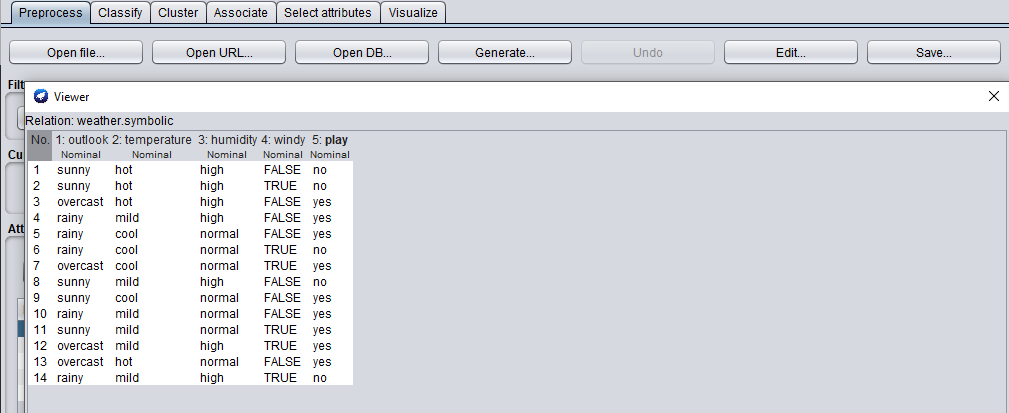 Preprocess Classify Cluster Associate Select attributes Visualize
Open file... Open URL... Open DB... Generate... Undo Edit... Save...
Filt
Viewer
Relation: weather.symbolic
No. 1: outlook 2: temperature 3: humidity 4: windy 5: play
Nominal Nominal Nominal Nominal Nominal
Cu
1 sunny hot high FALSE no
2 sunny hot high TRUE no
3 overcast hot high FALSE yes
4 rainy mild high FALSE yes
Att
5 rainy cool normal FALSE yes
6 rainy cool normal TRUE no
7 overcast cool normal TRUE yes
8 sunny mild high FALSE no
9 sunny cool normal FALSE yes
10 rainy mild normal FALSE yes
11 sunny mild normal TRUE yes
12 overcast mild high TRUE yes
13 overcast hot normal FALSE yes
14 rainy mild high TRUE no